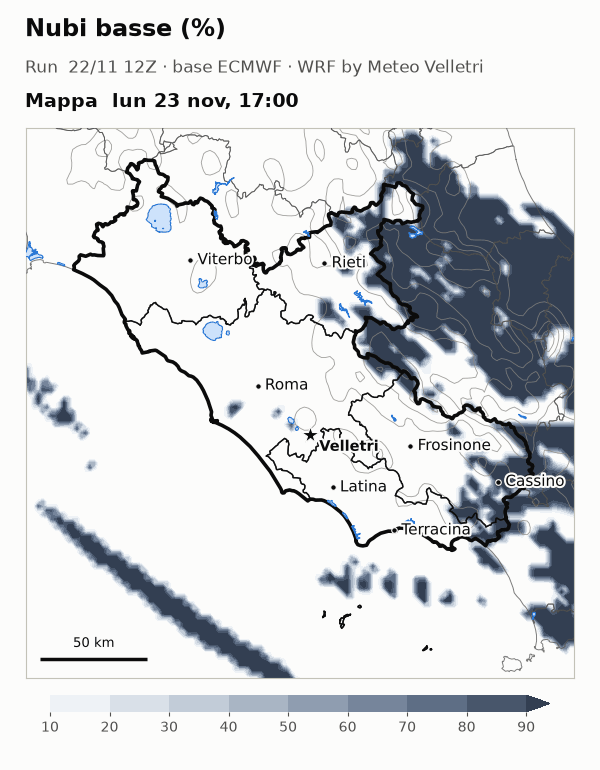 Nubi basse (%)
Run  22/11 12Z · base ECMWF · WRF by Meteo Velletri
Mappa  lun 23 nov, 17:00
Viterbo
Rieti
Roma
Velletri
Frosinone
Cassino
Latina
Terracina
50 km
10 20 30 40 50 60 70 80 90